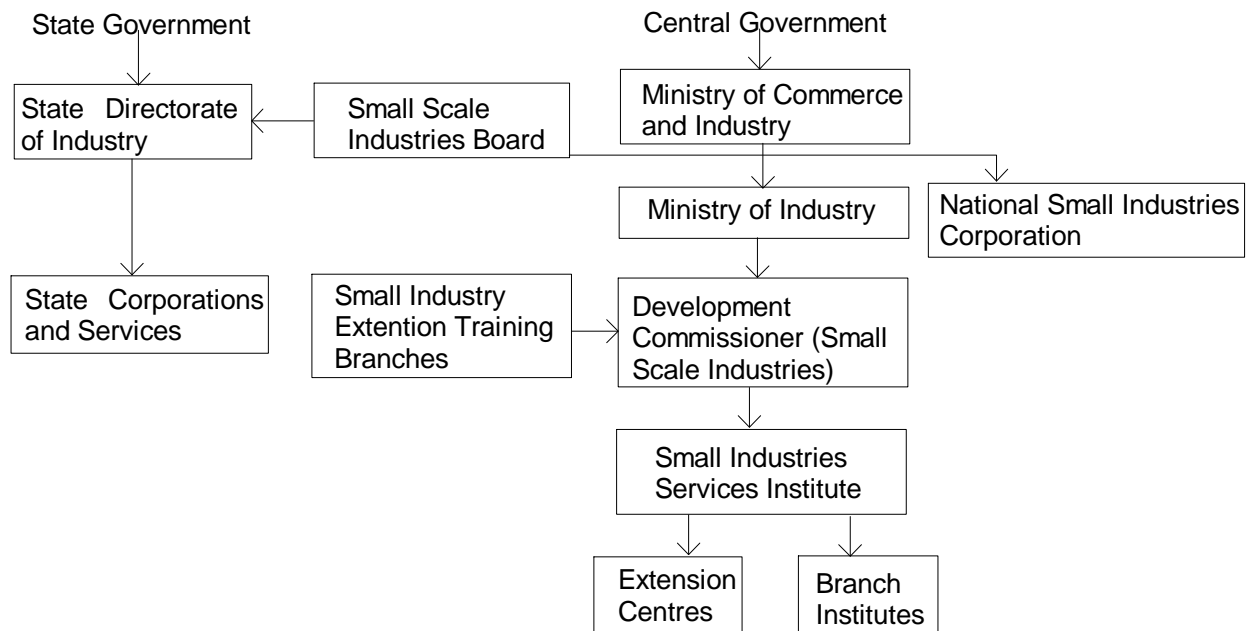 State Government
Central Government
State Directorate
of Industry
Small Scale
Industries Board
Ministry of Commerce
and Industry
Ministry of Industry
National Small Industries
Corporation
State Corporations
and Services
Small Industry
Extention Training
Branches
Development
Commissioner (Small
Scale Industries)
Small Industries
Services Institute
Extension
Centres
Branch
Institutes